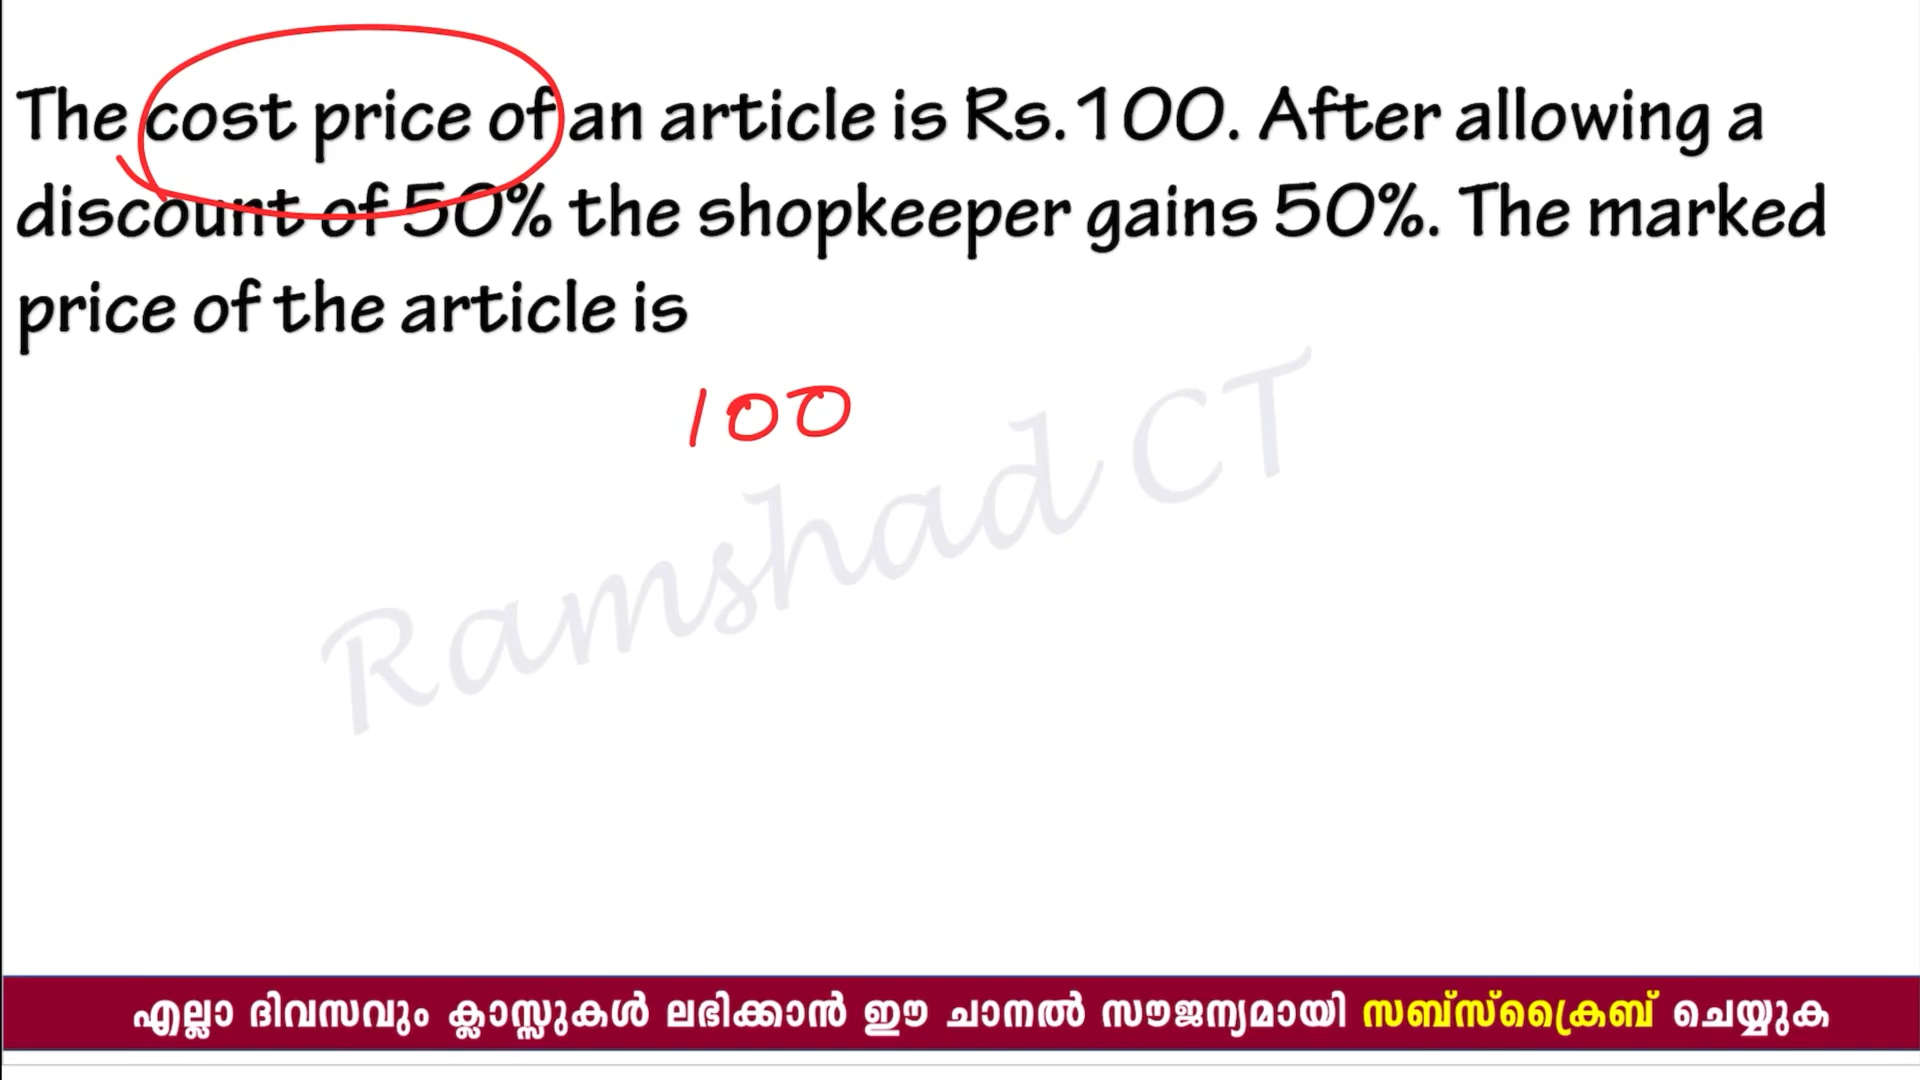 The cost price of an article is Rs.100. After allowing a
discount of 50% the shopkeeper gains 50%. The marked
price of the article is
100
Ramshad CT
എല്ലാ ദിവസവും ക്ലാസ്സുകൾ ലഭിക്കാൻ ഈ ചാനൽ സൗജന്യമായി സബ്സ്ക്രൈബ് ചെയ്യുക